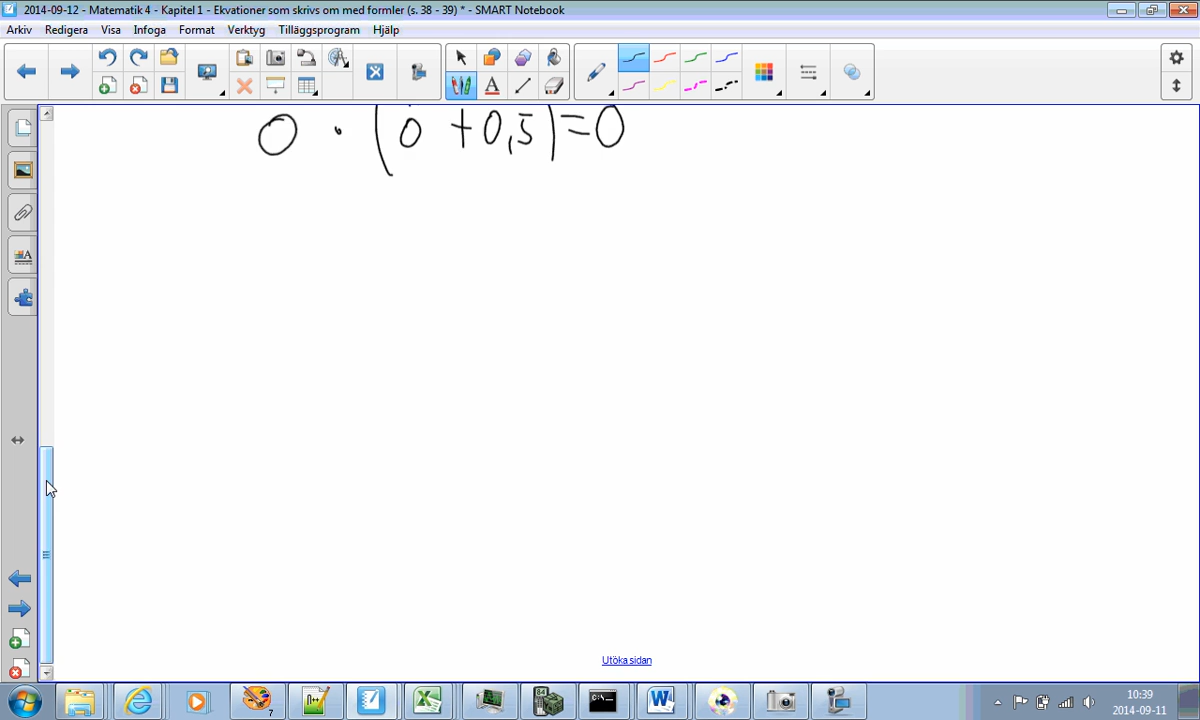 2014-09-12 - Matematik 4 - Kapitel 1 - Ekvationer som skrivs om med formler (s. 38 - 39) * - SMART Notebook
Arkiv Redigera Visa Infoga Format Verktyg Tilläggsprogram Hjälp
0 · (0 + 0,5) = 0
Utöka sidan
10:39
2014-09-11